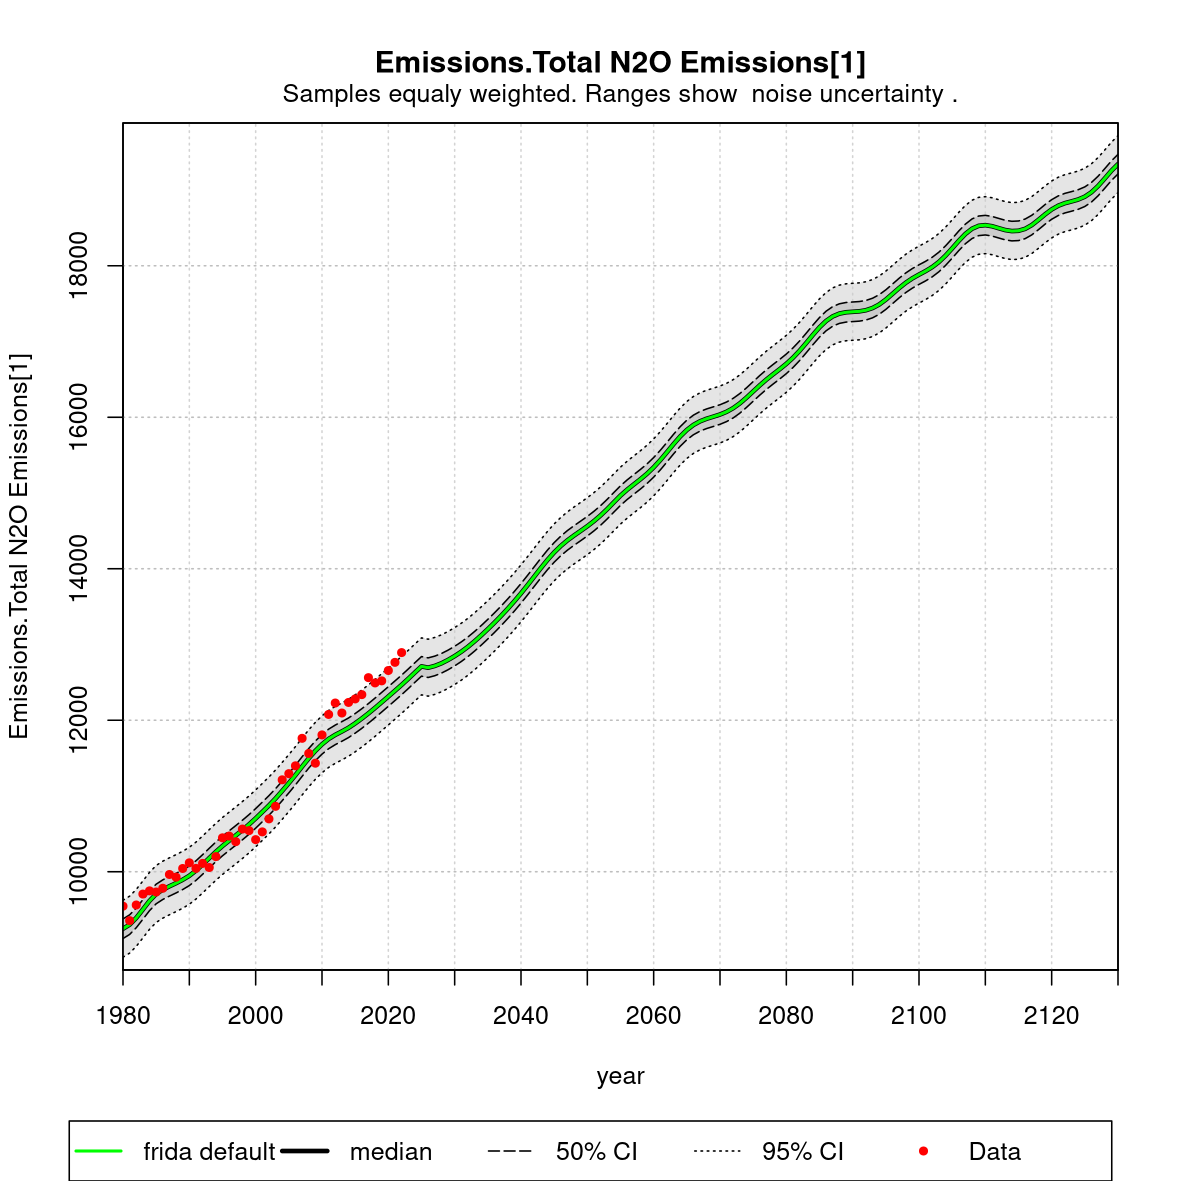 Emissions.Total N2O Emissions[1]
Samples equaly weighted. Ranges show  noise uncertainty .
Emissions.Total N2O Emissions[1]
18000
16000
14000
12000
10000
1980 2000 2020 2040 2060 2080 2100 2120
year
frida default median 50% CI 95% CI Data